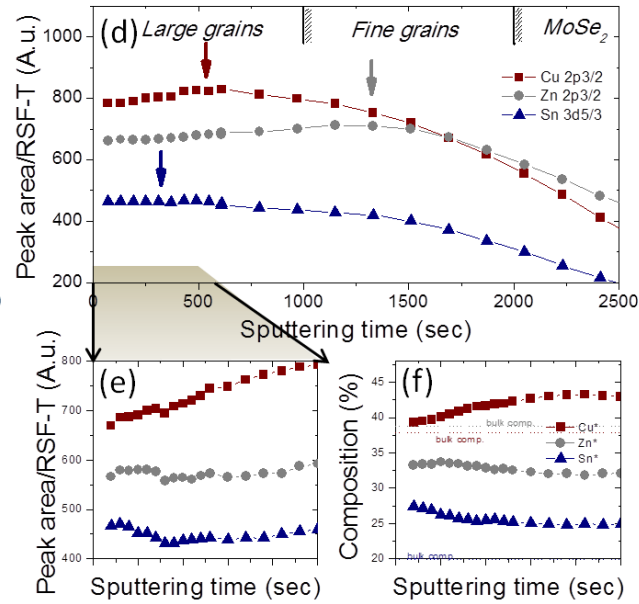 (d) Large grains Fine grains MoSe2
Peak area/RSF-T (A.u.)
1000
800
600
400
200
Cu 2p3/2
Zn 2p3/2
Sn 3d5/3
0 500 1000 1500 2000 2500
Sputtering time (sec)
(e)
Peak area/RSF-T (A.u.)
800
700
600
500
400
Sputtering time (sec)
(f)
Composition (%)
45
40
35
30
25
20
bulk comp.
bulk comp.
Cu*
Zn*
Sn*
bulk comp.
Sputtering time (sec)